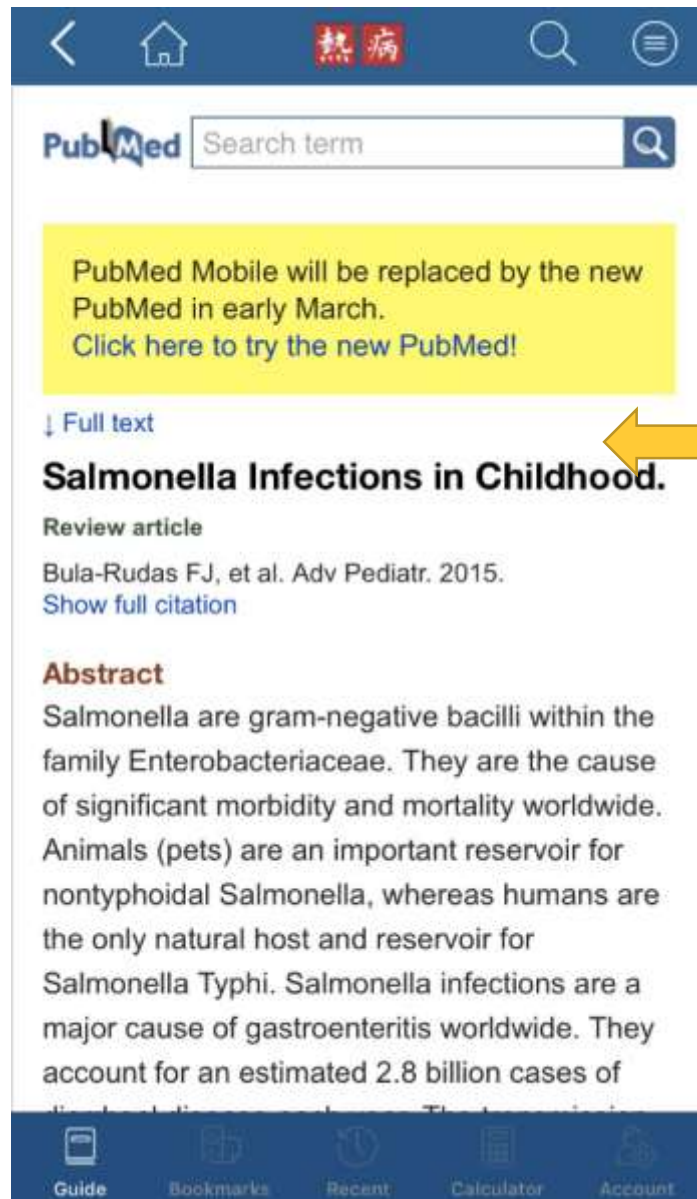 熱病
PubMed Search term
PubMed Mobile will be replaced by the new
PubMed in early March.
Click here to try the new PubMed!
↓ Full text
Salmonella Infections in Childhood.
Review article
Bula-Rudas FJ, et al. Adv Pediatr. 2015.
Show full citation
Abstract
Salmonella are gram-negative bacilli within the
family Enterobacteriaceae. They are the cause
of significant morbidity and mortality worldwide.
Animals (pets) are an important reservoir for
nontyphoidal Salmonella, whereas humans are
the only natural host and reservoir for
Salmonella Typhi. Salmonella infections are a
major cause of gastroenteritis worldwide. They
account for an estimated 2.8 billion cases of
Guide Bookmarks Recent Calculator Account